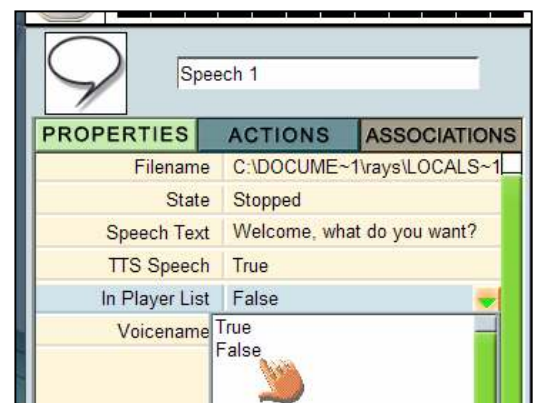 Speech 1
PROPERTIES ACTIONS ASSOCIATIONS
Filename C:\DOCUME~1\rays\LOCALS~1
State Stopped
Speech Text Welcome, what do you want?
TTS Speech True
In Player List False
Voicename True
False